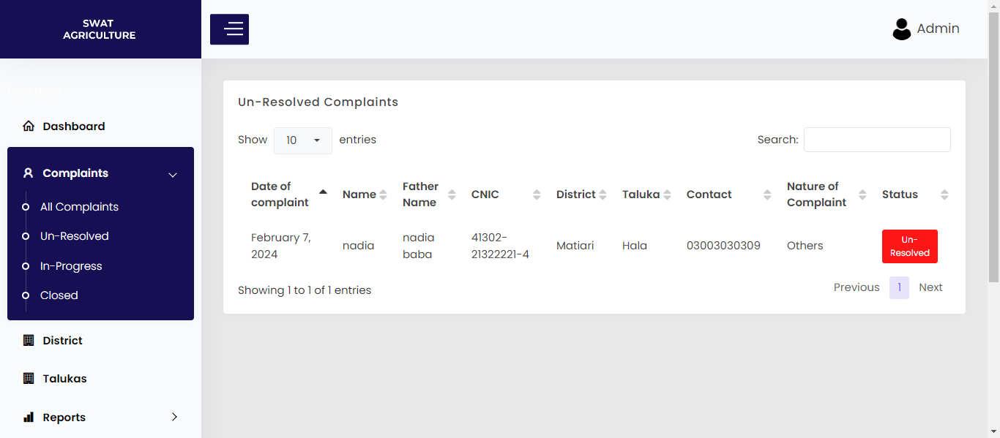 SWAT
AGRICULTURE
Admin
Dashboard
Complaints
All Complaints
Un-Resolved
In-Progress
Closed
District
Talukas
Reports
Un-Resolved Complaints
Show 10 entries
Search:
Date of complaint Name Father Name CNIC District Taluka Contact Nature of Complaint Status
February 7, 2024 nadia nadia baba 41302-21322221-4 Matiari Hala 03003030309 Others Un-Resolved
Showing 1 to 1 of 1 entries
Previous 1 Next